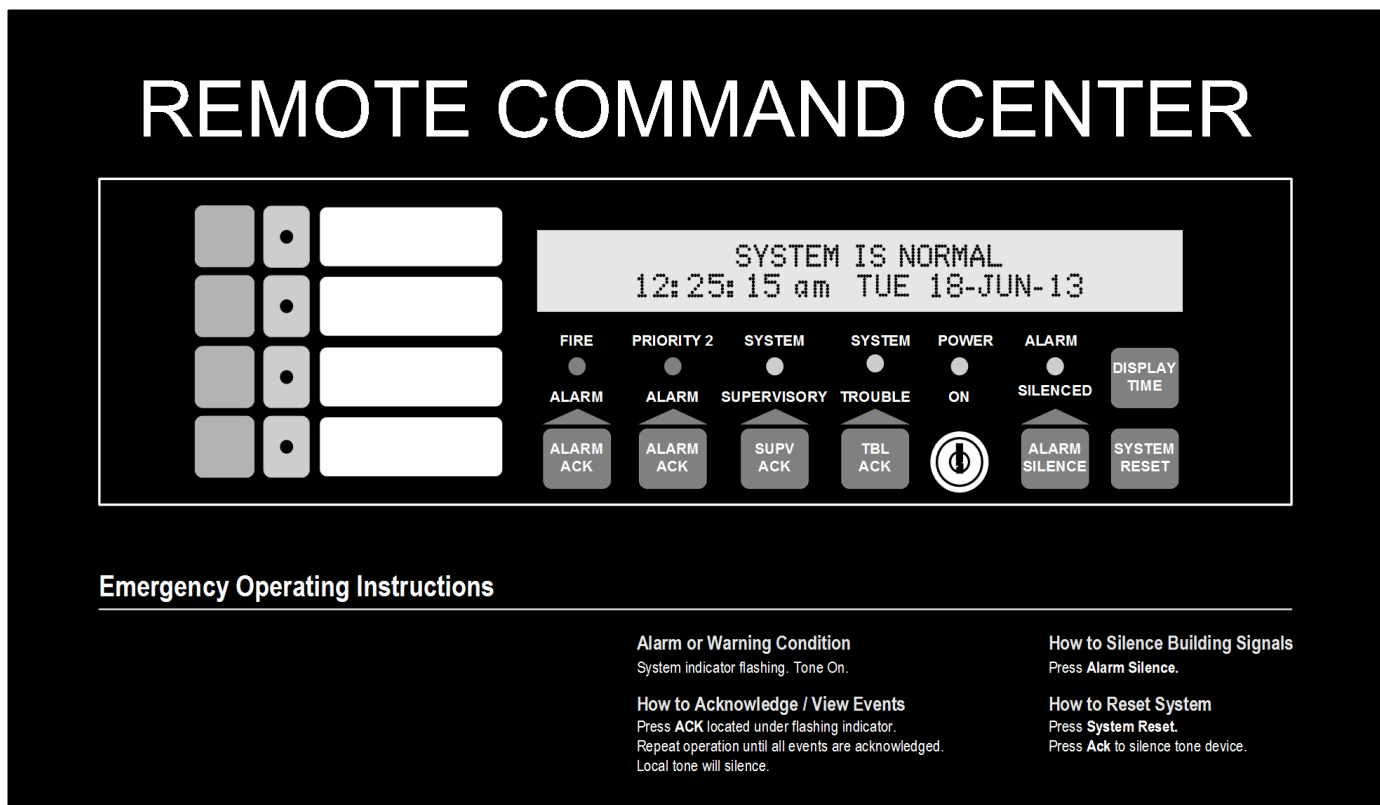 REMOTE COMMAND CENTER
SYSTEM IS NORMAL
12:25:15 am TUE 18-JUN-13
FIRE PRIORITY 2 SYSTEM SYSTEM POWER ALARM
ALARM ALARM SUPERVISORY TROUBLE ON SILENCED
DISPLAY
TIME
ALARM
ACK
ALARM
ACK
SUPV
ACK
TBL
ACK
ALARM
SILENCE
SYSTEM
RESET
Emergency Operating Instructions
Alarm or Warning Condition
System indicator flashing. Tone On.
How to Acknowledge / View Events
Press ACK located under flashing indicator.
Repeat operation until all events are acknowledged.
Local tone will silence.
How to Silence Building Signals
Press Alarm Silence.
How to Reset System
Press System Reset.
Press Ack to silence tone device.